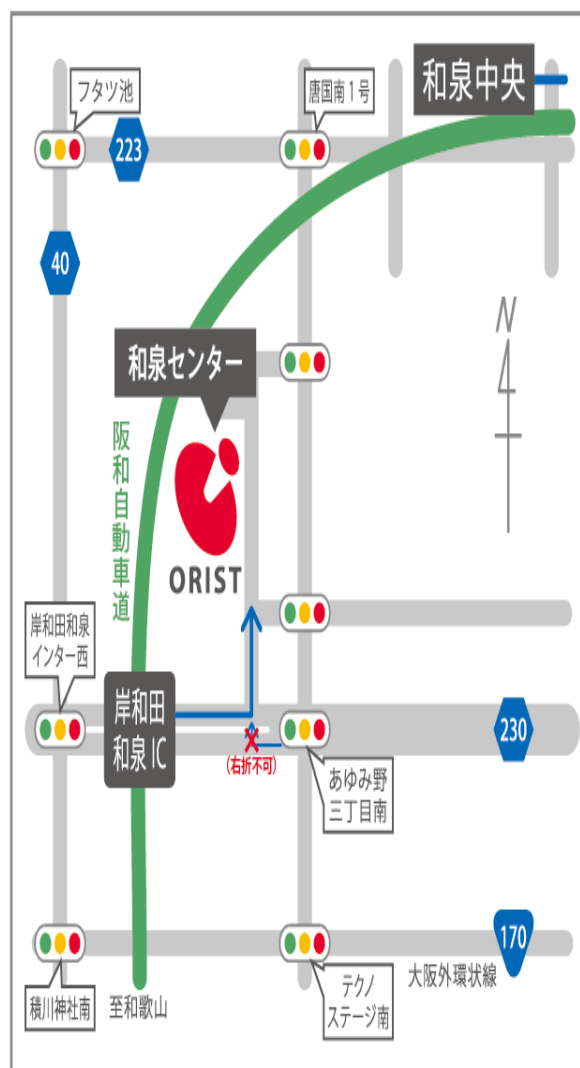 和泉中央
フタツ池
唐国南1号
223
40
N
和泉センター
阪和自動車道
ORIST
岸和田和泉
インター西
岸和田
和泉IC
(右折不可)
230
あゆみ野
三丁目南
170
大阪外環状線
積川神社南
至和歌山
テクノ
ステージ南